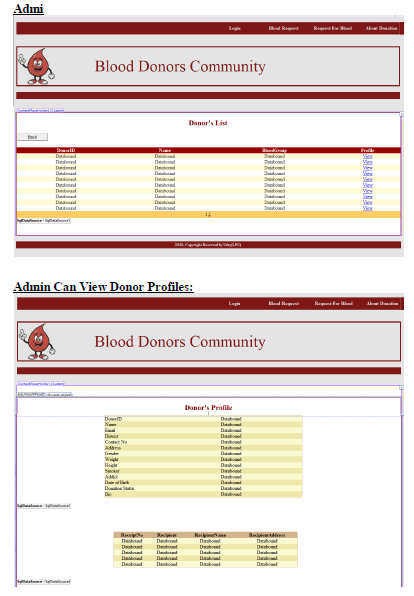 Admi
Login Blood Request Request For Blood About Donation
Blood Donors Community
ContentPlaceHolder1 (Custom)
Donor's List
Back
DonorID Name BloodGroup Profile
Databound Databound Databound View
Databound Databound Databound View
Databound Databound Databound View
Databound Databound Databound View
Databound Databound Databound View
Databound Databound Databound View
Databound Databound Databound View
Databound Databound Databound View
Databound Databound Databound View
Databound Databound Databound View
1 2
SqlDataSource - SqlDataSource1
2020, Copyright Reserved by
Admin Can View Donor Profiles:
Login Blood Request Request For Blood About Donation
Blood Donors Community
ContentPlaceHolder1 (Custom)
Donor's Profile
DonorID Databound
Name Databound
Email Databound
District Databound
Contact No Databound
Address Databound
Gender Databound
Weight Databound
Height Databound
Smoker Databound
Addict Databound
Date of Birth Databound
Donation Status Databound
Bio Databound
SqlDataSource - SqlDataSource1
ReceiptNo Recipient RecipientName RecipientAddress
Databound Databound Databound Databound
Databound Databound Databound Databound
Databound Databound Databound Databound
Databound Databound Databound Databound
Databound Databound Databound Databound
SqlDataSource - SqlDataSource2